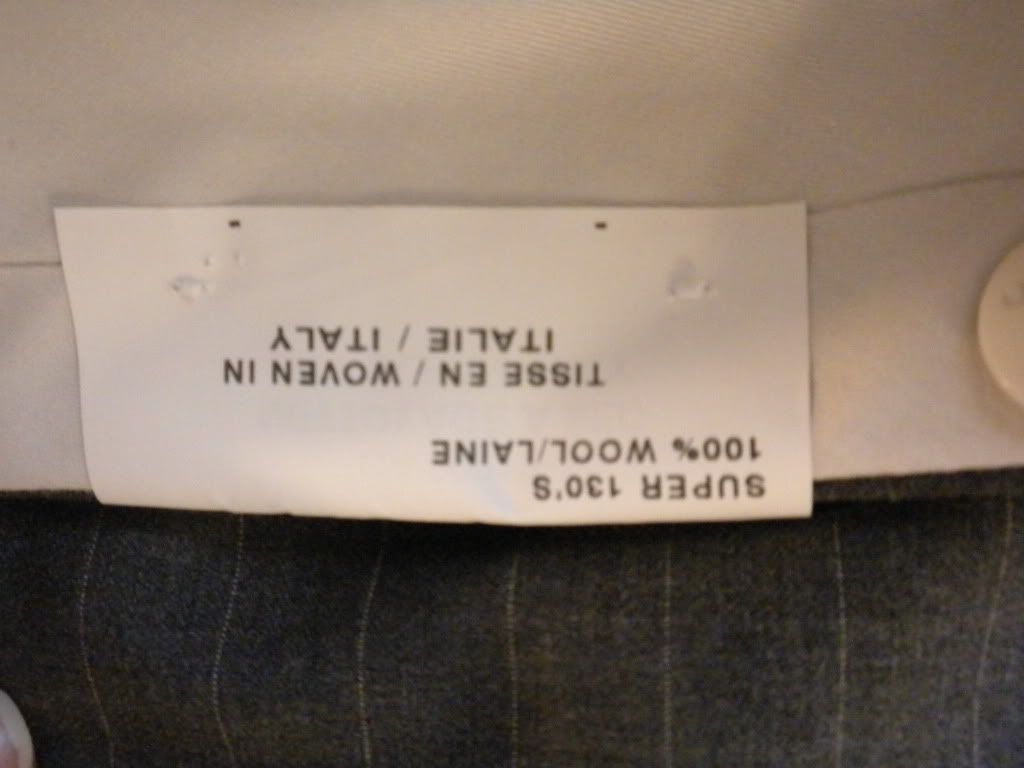 SUPER 130'S
100% WOOL/LAINE
TISSE EN / WOVEN IN
ITALIE / ITALY